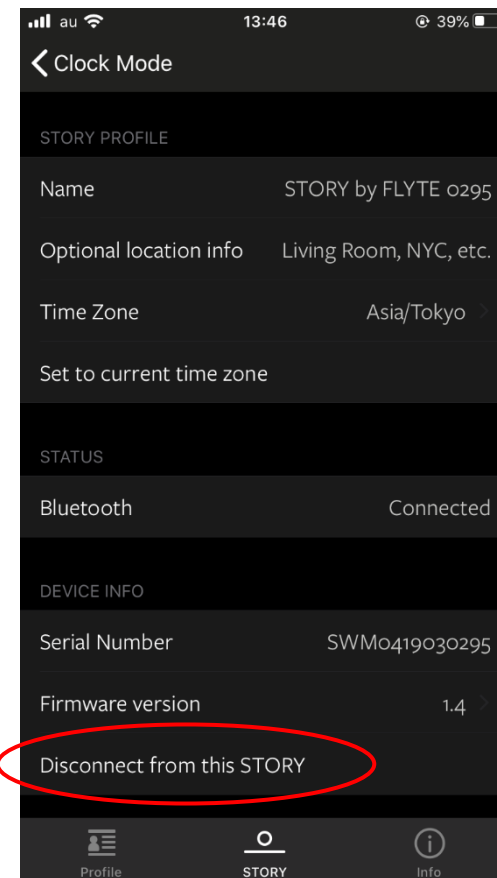 au 13:46 39%
Clock Mode
STORY PROFILE
Name STORY by FLYTE 0295
Optional location info Living Room, NYC, etc.
Time Zone Asia/Tokyo
Set to current time zone
STATUS
Bluetooth Connected
DEVICE INFO
Serial Number SWM0419030295
Firmware version 1.4
Disconnect from this STORY
Profile STORY Info